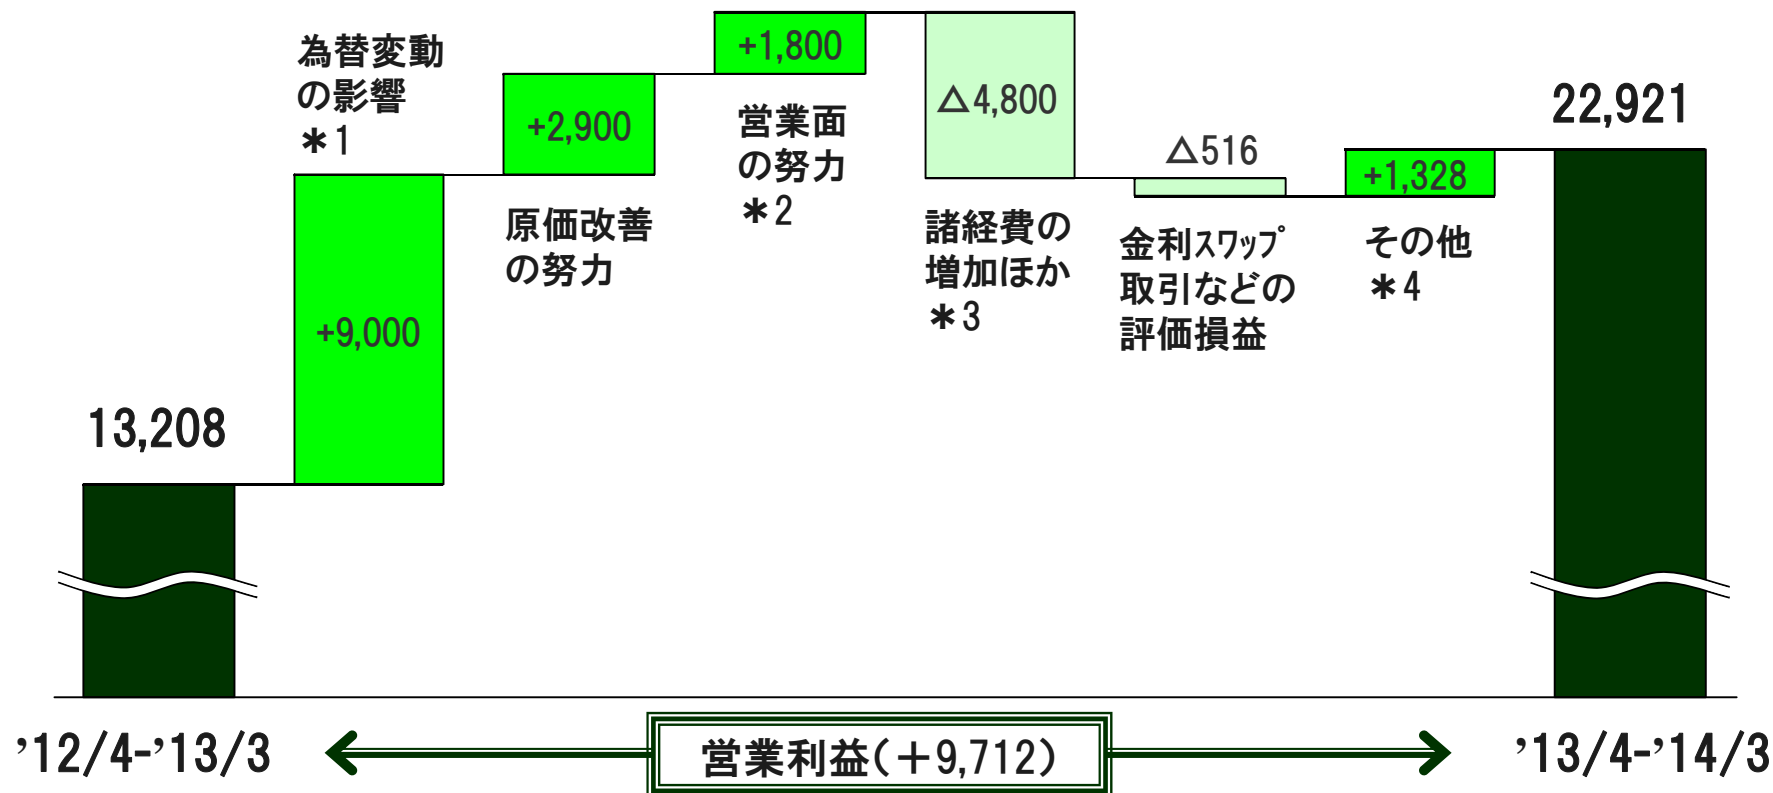 為替変動
の影響
＊1
+9,000
+2,900
原価改善
の努力
+1,800
営業面
の努力
＊2
△4,800
諸経費の
増加ほか
＊3
△516
金利ｽﾜｯﾌﾟ
取引などの
評価損益
+1,328
その他
＊4
13,208
22,921
’12/4-’13/3
営業利益（＋9,712）
’13/4-’14/3